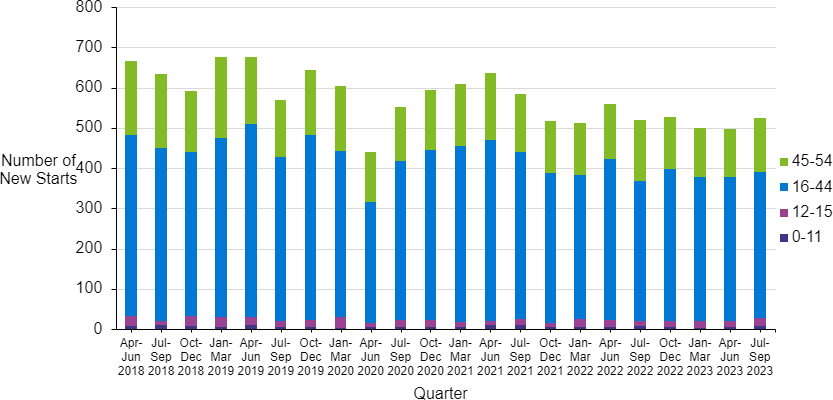 800
700
600
500
400
300
200
100
0
Number of
New Starts
45-54
16-44
12-15
0-11
Apr-
Jun
2018
Jul-
Sep
2018
Oct-
Dec
2018
Jan-
Mar
2019
Apr-
Jun
2019
Jul-
Sep
2019
Oct-
Dec
2019
Jan-
Mar
2020
Apr-
Jun
2020
Jul-
Sep
2020
Oct-
Dec
2020
Jan-
Mar
2021
Apr-
Jun
2021
Jul-
Sep
2021
Oct-
Dec
2021
Jan-
Mar
2022
Apr-
Jun
2022
Jul-
Sep
2022
Oct-
Dec
2022
Jan-
Mar
2023
Apr-
Jun
2023
Jul-
Sep
2023
Quarter